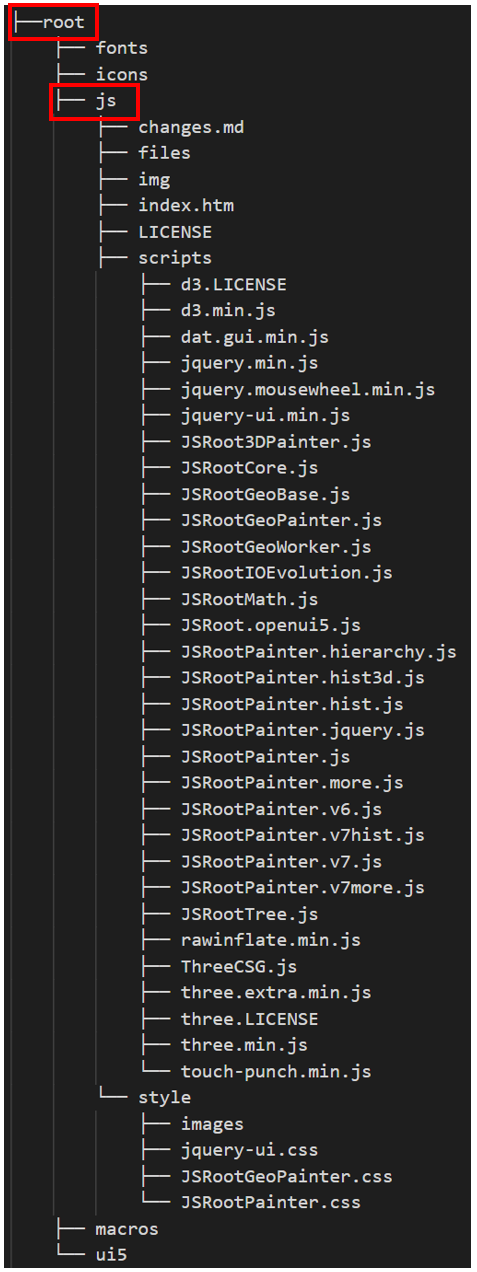 ├──root
├── fonts
├── icons
├── js
├── changes.md
├── files
├── img
├── index.htm
├── LICENSE
├── scripts
├── d3.LICENSE
├── d3.min.js
├── dat.gui.min.js
├── jquery.min.js
├── jquery.mousewheel.min.js
├── jquery-ui.min.js
├── JSRoot3DPainter.js
├── JSRootCore.js
├── JSRootGeoBase.js
├── JSRootGeoPainter.js
├── JSRootGeoWorker.js
├── JSRootIOEvolution.js
├── JSRootMath.js
├── JSRoot.openui5.js
├── JSRootPainter.hierarchy.js
├── JSRootPainter.hist3d.js
├── JSRootPainter.hist.js
├── JSRootPainter.jquery.js
├── JSRootPainter.js
├── JSRootPainter.more.js
├── JSRootPainter.v6.js
├── JSRootPainter.v7hist.js
├── JSRootPainter.v7.js
├── JSRootPainter.v7more.js
├── JSRootTree.js
├── rawinflate.min.js
├── ThreeCSG.js
├── three.extra.min.js
├── three.LICENSE
├── three.min.js
└── touch-punch.min.js
└── style
├── images
├── jquery-ui.css
├── JSRootGeoPainter.css
└── JSRootPainter.css
├── macros
└── ui5